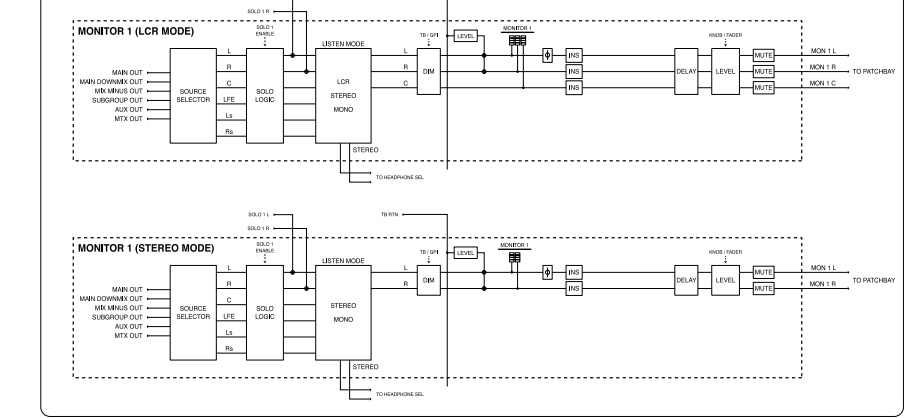 SOLO 1 R
MONITOR 1 (LCR MODE)
SOLO 1
ENABLE
TB / GPI
LEVEL
MONITOR 1
KNOB / FADER
LISTEN MODE
MAIN OUT
MAIN DOWNMIX OUT
MIX MINUS OUT
SUBGROUP OUT
AUX OUT
MTX OUT
SOURCE
SELECTOR
L
R
C
LFE
Ls
Rs
SOLO
LOGIC
LCR
STEREO
MONO
L
R
C
DIM
ϕ
INS
INS
INS
DELAY
LEVEL
MUTE
MUTE
MUTE
MON 1 L
MON 1 R
MON 1 C
TO PATCHBAY
STEREO
TO HEADPHONE SEL
SOLO 1 L
TB RTN
SOLO 1 R
MONITOR 1 (STEREO MODE)
SOLO 1
ENABLE
TB / GPI
LEVEL
MONITOR 1
KNOB / FADER
LISTEN MODE
MAIN OUT
MAIN DOWNMIX OUT
MIX MINUS OUT
SUBGROUP OUT
AUX OUT
MTX OUT
SOURCE
SELECTOR
L
R
C
LFE
Ls
Rs
SOLO
LOGIC
STEREO
MONO
L
R
DIM
ϕ
INS
INS
DELAY
LEVEL
MUTE
MUTE
MON 1 L
MON 1 R
TO PATCHBAY
STEREO
TO HEADPHONE SEL